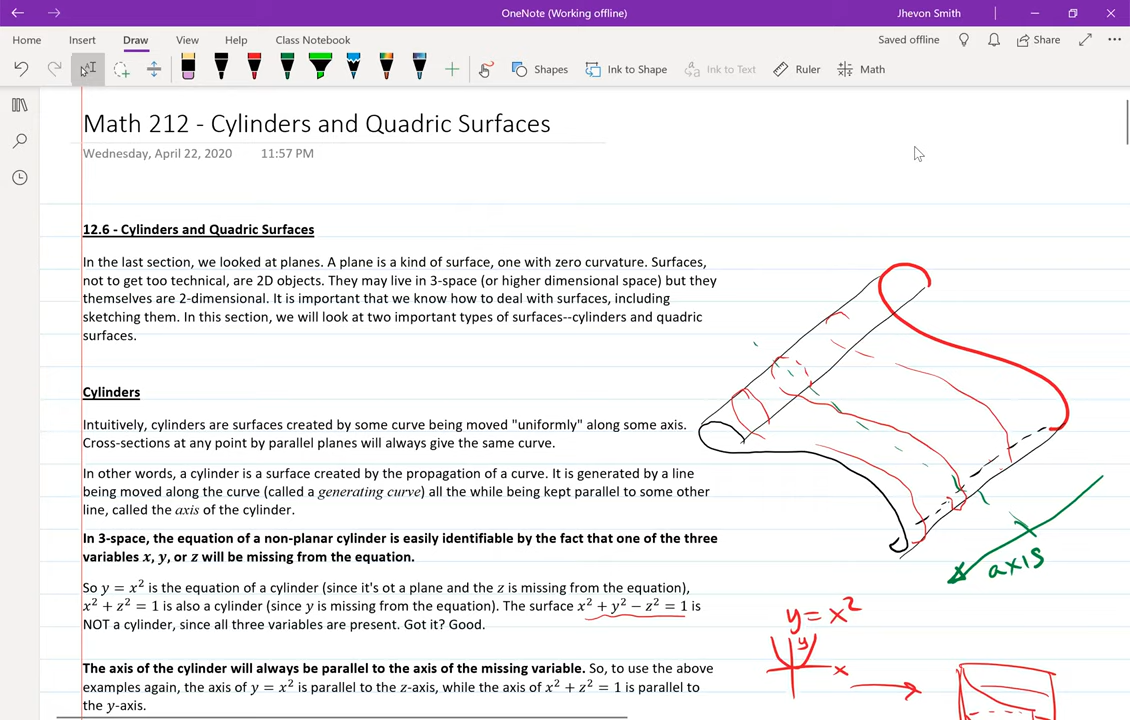 OneNote (Working offline)
Jhevon Smith
Home Insert Draw View Help Class Notebook
Saved offline
Share
Shapes
Ink to Shape
Ink to Text
Ruler
Math
Math 212 - Cylinders and Quadric Surfaces
Wednesday, April 22, 2020 11:57 PM
12.6 - Cylinders and Quadric Surfaces
In the last section, we looked at planes. A plane is a kind of surface, one with zero curvature. Surfaces,
not to get too technical, are 2D objects. They may live in 3-space (or higher dimensional space) but they
themselves are 2-dimensional. It is important that we know how to deal with surfaces, including
sketching them. In this section, we will look at two important types of surfaces--cylinders and quadric
surfaces.
Cylinders
Intuitively, cylinders are surfaces created by some curve being moved "uniformly" along some axis.
Cross-sections at any point by parallel planes will always give the same curve.
In other words, a cylinder is a surface created by the propagation of a curve. It is generated by a line
being moved along the curve (called a generating curve) all the while being kept parallel to some other
line, called the axis of the cylinder.
In 3-space, the equation of a non-planar cylinder is easily identifiable by the fact that one of the three
variables x, y, or z will be missing from the equation.
So y = x² is the equation of a cylinder (since it's ot a plane and the z is missing from the equation),
x² + z² = 1 is also a cylinder (since y is missing from the equation). The surface x² + y² − z² = 1 is
NOT a cylinder, since all three variables are present. Got it? Good.
The axis of the cylinder will always be parallel to the axis of the missing variable. So, to use the above
examples again, the axis of y = x² is parallel to the z-axis, while the axis of x² + z² = 1 is parallel to
the y-axis.
axis
y = x²
y
x